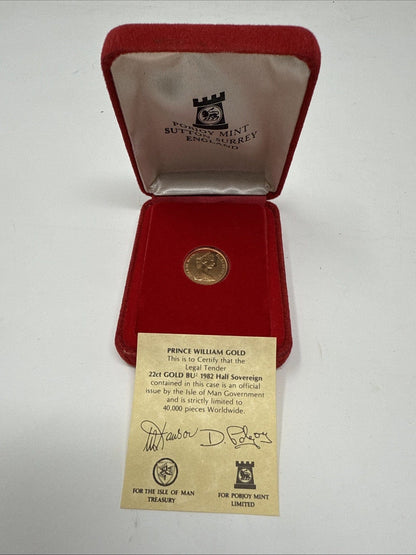 POBJOY MINT
SUTTON SURREY
ENGLAND
PRINCE WILLIAM GOLD
This is to Certify that the
Legal Tender
22ct GOLD BU² 1982 Half Sovereign
contained in this case is an official
issue by the Isle of Man Government
and is strictly limited to
40,000 pieces Worldwide.
D. Pobjoy
FOR THE ISLE OF MAN
TREASURY
FOR POBJOY MINT
LIMITED